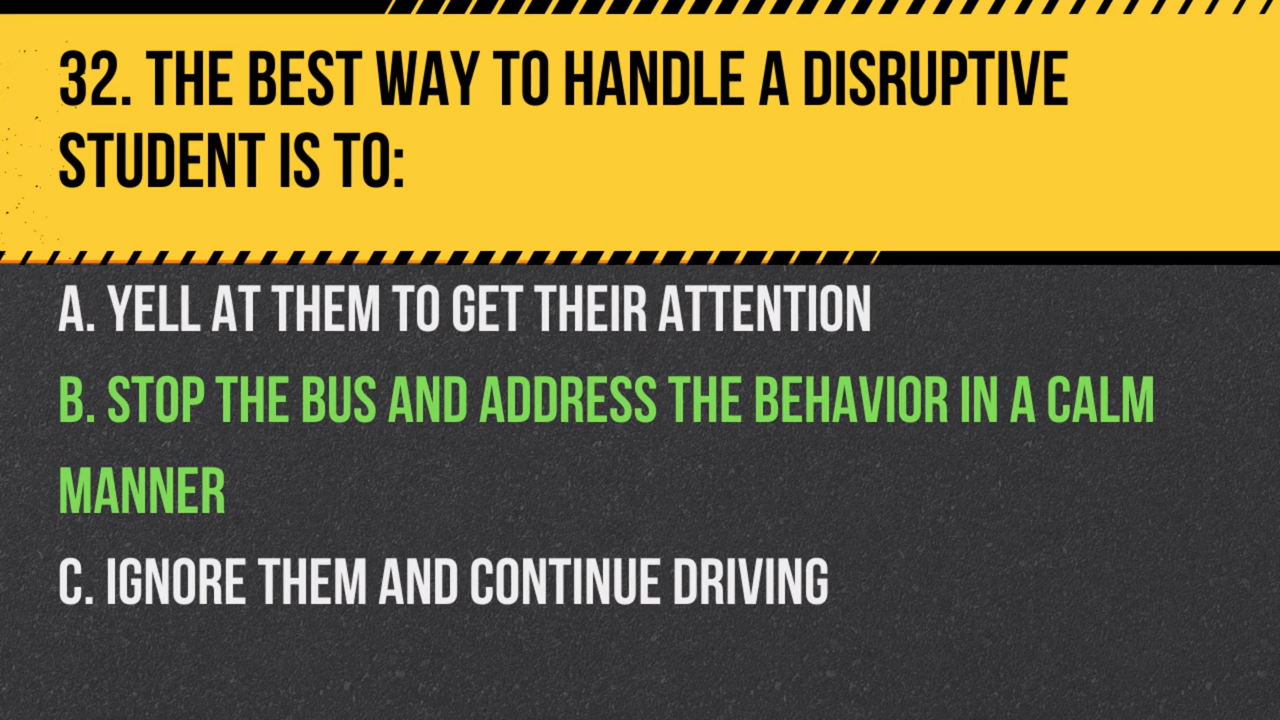 32. THE BEST WAY TO HANDLE A DISRUPTIVE
STUDENT IS TO:
A. YELL AT THEM TO GET THEIR ATTENTION
B. STOP THE BUS AND ADDRESS THE BEHAVIOR IN A CALM
MANNER
C. IGNORE THEM AND CONTINUE DRIVING